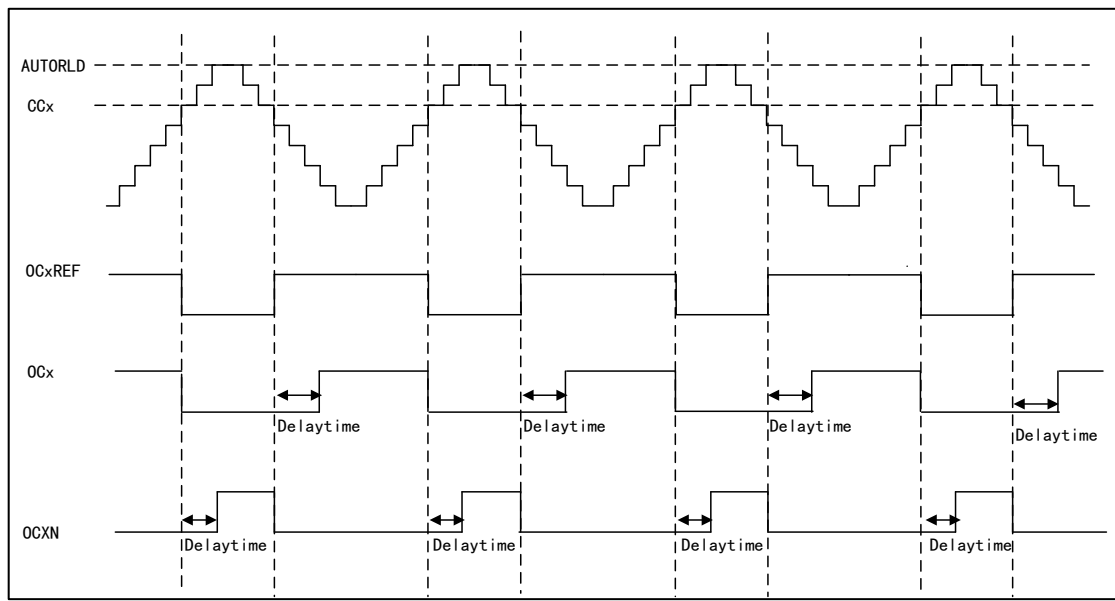 AUTORLD
CCx
OCxREF
OCx
Delaytime
Delaytime
Delaytime
Delaytime
OCXN
Delaytime
Delaytime
Delaytime
Delaytime